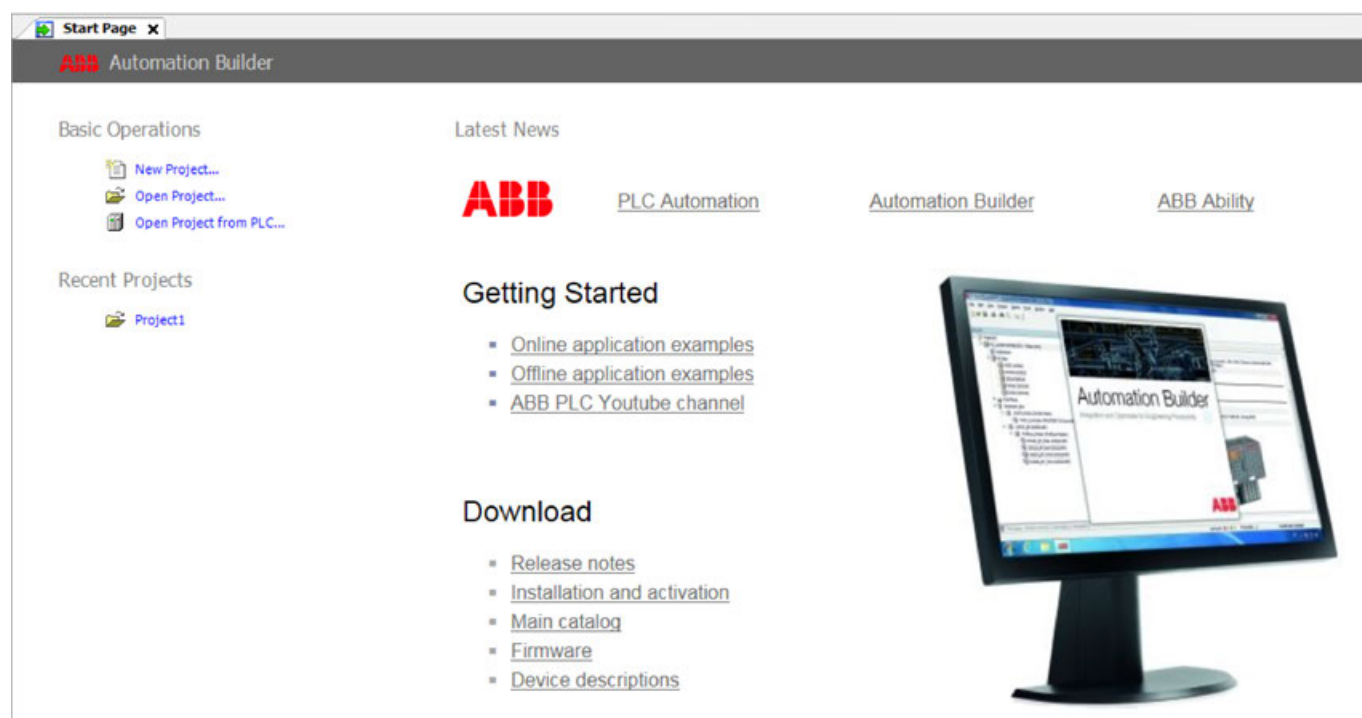 Start Page
ABB Automation Builder
Basic Operations
New Project...
Open Project...
Open Project from PLC...
Recent Projects
Project1
Latest News
ABB PLC Automation Automation Builder ABB Ability
Getting Started
Online application examples
Offline application examples
ABB PLC Youtube channel
Download
Release notes
Installation and activation
Main catalog
Firmware
Device descriptions
Automation Builder
ABB